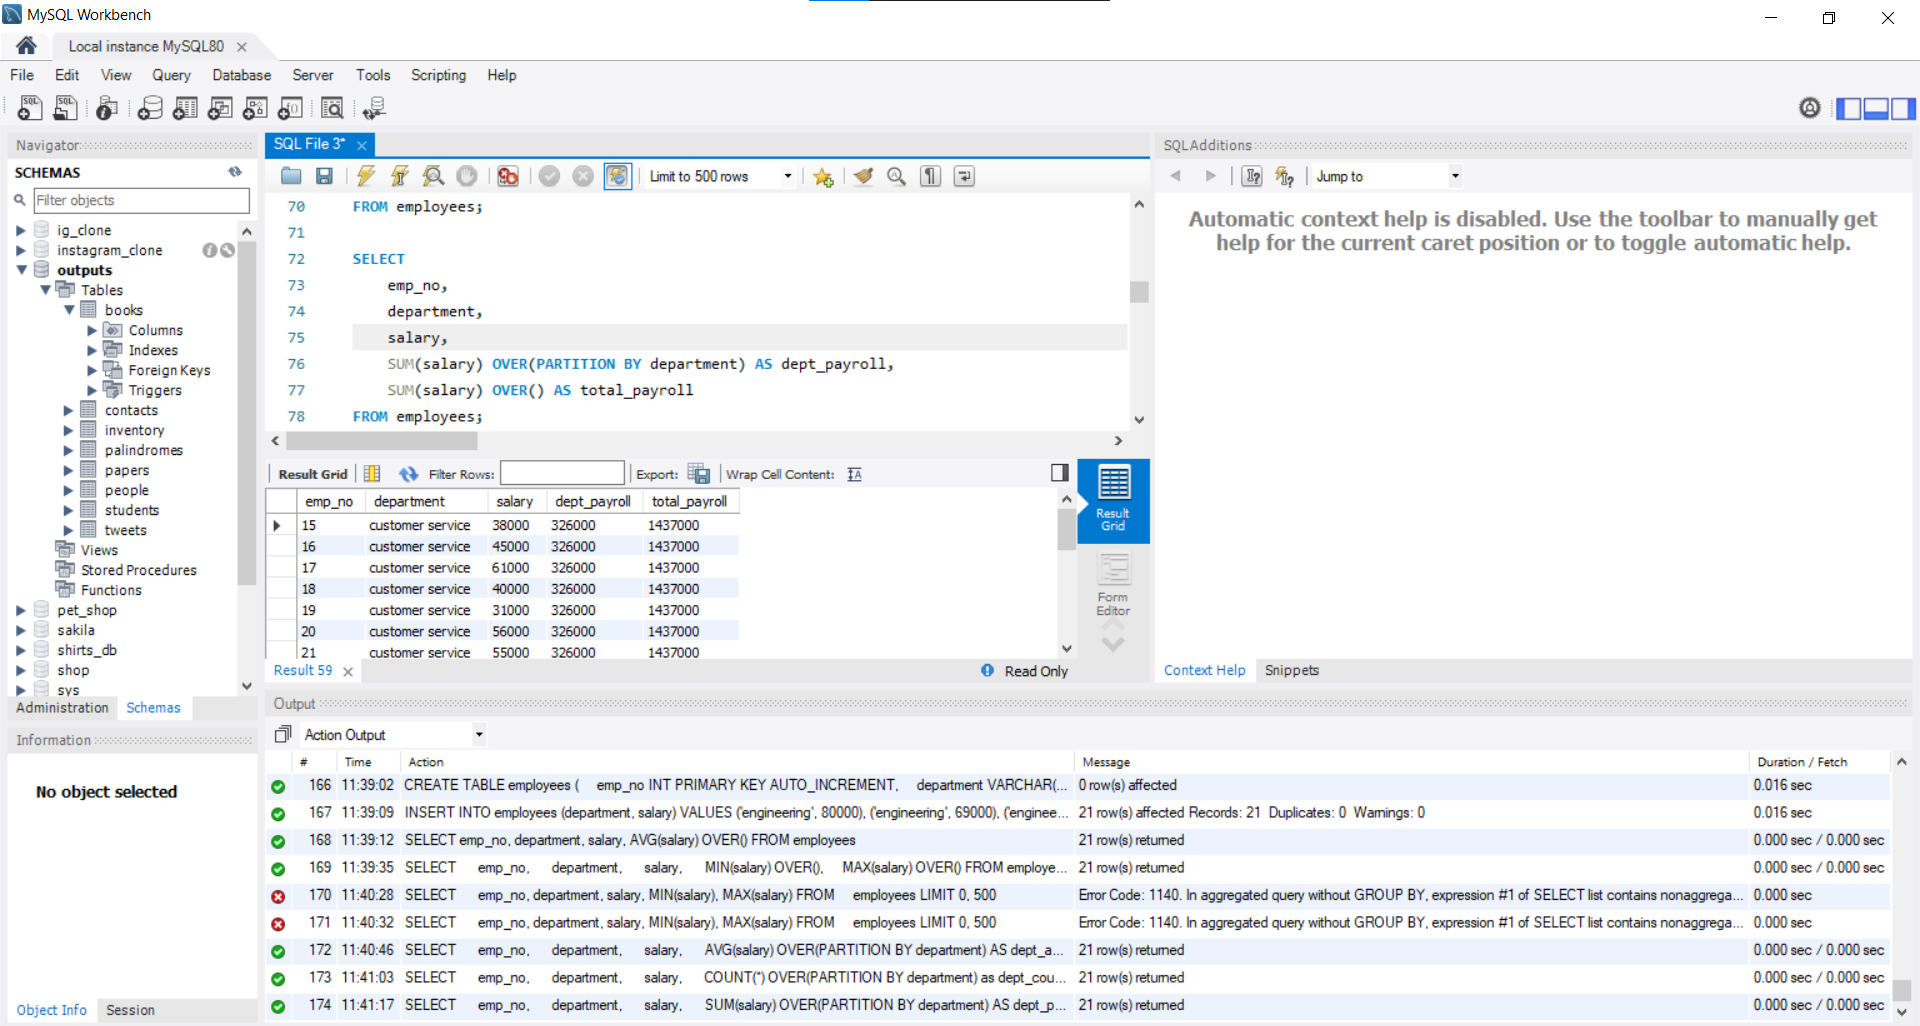 MySQL Workbench
Local instance MySQL80
File Edit View Query Database Server Tools Scripting Help
Navigator
SCHEMAS
Filter objects
ig_clone
instagram_clone
outputs
Tables
books
Columns
Indexes
Foreign Keys
Triggers
contacts
inventory
palindromes
papers
people
students
tweets
Views
Stored Procedures
Functions
pet_shop
sakila
shirts_db
shop
sys
Administration Schemas
Information
No object selected
Object Info Session
SQL File 3*
Limit to 500 rows
70 FROM employees;
71
72 SELECT
73 emp_no,
74 department,
75 salary,
76 SUM(salary) OVER(PARTITION BY department) AS dept_payroll,
77 SUM(salary) OVER() AS total_payroll
78 FROM employees;
Result Grid Filter Rows: Export: Wrap Cell Content:
emp_no department salary dept_payroll total_payroll
15 customer service 38000 326000 1437000
16 customer service 45000 326000 1437000
17 customer service 61000 326000 1437000
18 customer service 40000 326000 1437000
19 customer service 31000 326000 1437000
20 customer service 56000 326000 1437000
21 customer service 55000 326000 1437000
Result
Grid
Form
Editor
Result 59
Read Only
SQLAdditions
Jump to
Automatic context help is disabled. Use the toolbar to manually get
help for the current caret position or to toggle automatic help.
Context Help Snippets
Output
Action Output
# Time Action Message Duration / Fetch
166 11:39:02 CREATE TABLE employees ( emp_no INT PRIMARY KEY AUTO_INCREMENT, department VARCHAR(... 0 row(s) affected 0.016 sec
167 11:39:09 INSERT INTO employees (department, salary) VALUES ('engineering', 80000), ('engineering', 69000), ('enginee... 21 row(s) affected Records: 21 Duplicates: 0 Warnings: 0 0.016 sec
168 11:39:12 SELECT emp_no, department, salary, AVG(salary) OVER() FROM employees 21 row(s) returned 0.000 sec / 0.000 sec
169 11:39:35 SELECT emp_no, department, salary, MIN(salary) OVER(), MAX(salary) OVER() FROM employe... 21 row(s) returned 0.000 sec / 0.000 sec
170 11:40:28 SELECT emp_no, department, salary, MIN(salary), MAX(salary) FROM employees LIMIT 0, 500 Error Code: 1140. In aggregated query without GROUP BY, expression #1 of SELECT list contains nonaggrega... 0.000 sec
171 11:40:32 SELECT emp_no, department, salary, MIN(salary), MAX(salary) FROM employees LIMIT 0, 500 Error Code: 1140. In aggregated query without GROUP BY, expression #1 of SELECT list contains nonaggrega... 0.000 sec
172 11:40:46 SELECT emp_no, department, salary, AVG(salary) OVER(PARTITION BY department) AS dept_a... 21 row(s) returned 0.000 sec / 0.000 sec
173 11:41:03 SELECT emp_no, department, salary, COUNT(*) OVER(PARTITION BY department) as dept_cou... 21 row(s) returned 0.000 sec / 0.000 sec
174 11:41:17 SELECT emp_no, department, salary, SUM(salary) OVER(PARTITION BY department) AS dept_p... 21 row(s) returned 0.000 sec / 0.000 sec